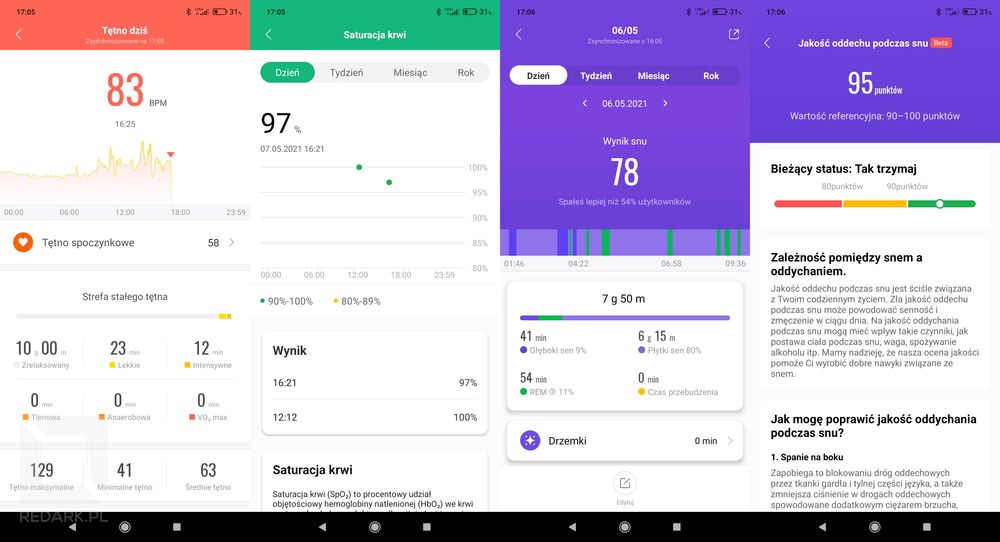 17:05
31%
Tętno dziś
Zsynchronizowane na 17:05
83 BPM
16:25
00:00 06:00 12:00 18:00 23:59
Tętno spoczynkowe 58
Strefa stałego tętna
10 g 00 m 23 min 12 min
Zrelaksowany Lekkie Intensywne
0 min 0 min 0 min
Tlenowa Anaerobowa VO₂ max
129 41 63
Tętno maksymalne Minimalne tętno Średnie tętno
REDARK.PL
17:05
31%
Saturacja krwi
Dzień Tydzień Miesiąc Rok
97 %
07.05.2021 16:21
100%
95%
90%
85%
80%
00:00 06:00 12:00 18:00 23:59
90%-100% 80%-89%
Wynik
16:21 97%
12:12 100%
Saturacja krwi
Saturacja krwi (SpO₂) to procentowy udział
objętościowy hemoglobiny natlenionej (HbO₂) we krwi
17:06
31%
06/05
Zsynchronizowane o 16:05
Dzień Tydzień Miesiąc Rok
06.05.2021
Wynik snu
78
Spałeś lepiej niż 54% użytkowników
01:46 04:22 06:58 09:36
7 g 50 m
41 min 6 g 15 m
Głęboki sen 9% Płytki sen 80%
54 min 0 min
REM 11% Czas przebudzenia
Drzemki 0 min
Edytuj
17:06
31%
Jakość oddechu podczas snu Beta
95 punktów
Wartość referencyjna: 90–100 punktów
Bieżący status: Tak trzymaj
80punktów 90punktów
Zależność pomiędzy snem a
oddychaniem.
Jakość oddechu podczas snu jest ściśle związana
z Twoim codziennym życiem. Zła jakość oddechu
podczas snu może powodować senność i
zmęczenie w ciągu dnia. Na jakość oddychania
podczas snu mogą mieć wpływ takie czynniki, jak
postawa ciała podczas snu, waga, spożywanie
alkoholu itp. Mamy nadzieję, że nasza ocena jakości
pomoże Ci wyrobić dobre nawyki związane ze
snem.
Jak mogę poprawić jakość oddychania
podczas snu?
1. Spanie na boku
Zapobiega to blokowaniu dróg oddechowych
przez tkanki gardła i tylnej części języka, a także
zmniejsza ciśnienie w drogach oddechowych
spowodowane dodatkowym ciężarem brzucha,